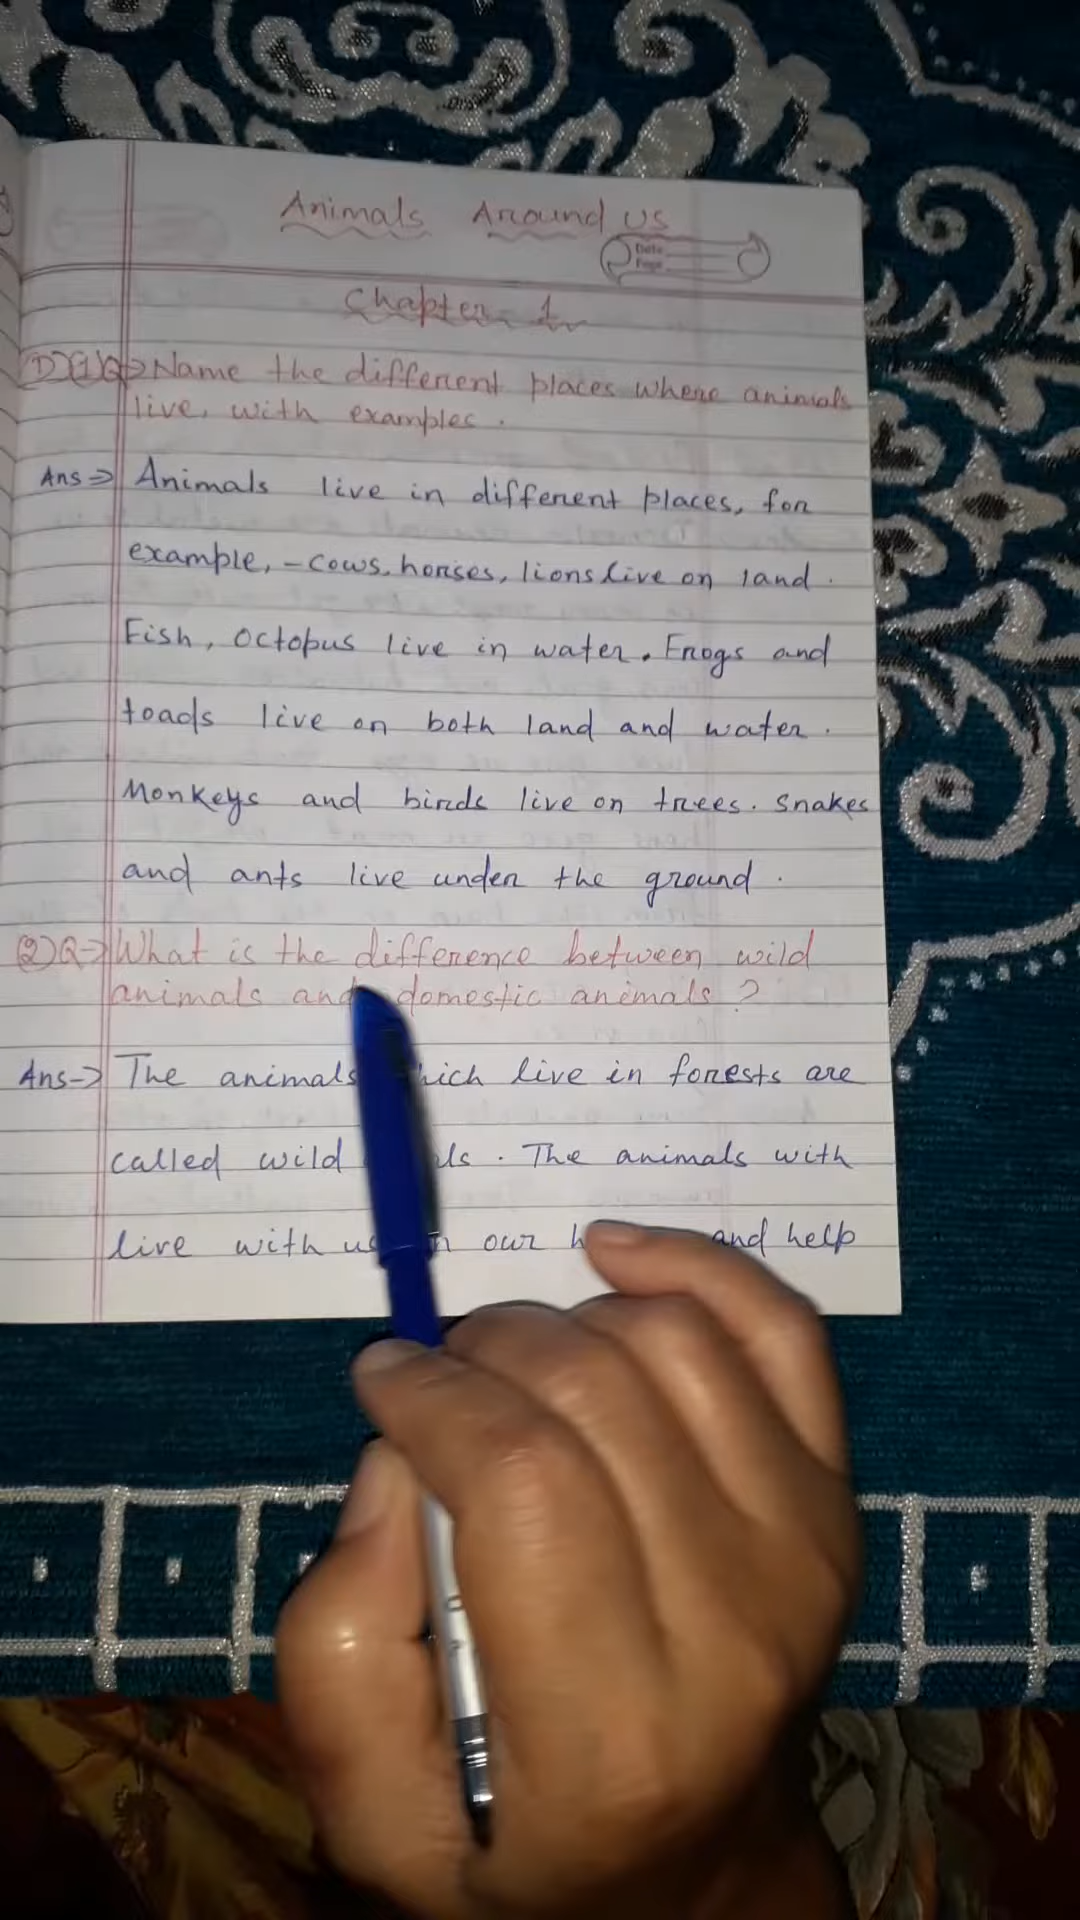 Animals Around us
Date
Page
Chapter - 1
D)(1)Q→Name the different places where animals
live, with examples.
Ans ⇒ Animals live in different places, for
example, - cows, horses, lions live on land.
Fish, octopus live in water. Frogs and
toads live on both land and water.
Monkeys and birds live on trees. Snakes
and ants live under the ground.
(2)Q→What is the difference between wild
animals and domestic animals?
Ans→ The animals live in forests are
called wild . The animals with
live with us our and help